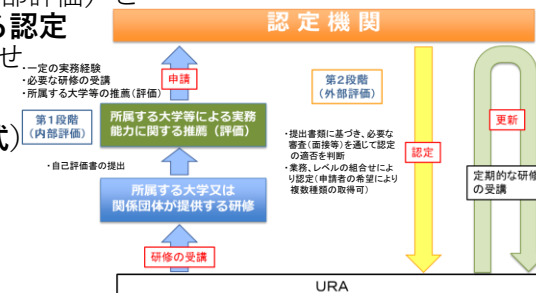 部評価）と
る認定
せ
式）
認定機関
・一定の実務経験
・必要な研修の受講
・所属する大学等の推薦（評価）
申請
第1段階
（内部評価）
所属する大学等による実務
能力に関する推薦（評価）
・自己評価書の提出
所属する大学又は
関係団体が提供する研修
研修の受講
第2段階
（外部評価）
・提出書類に基づき、必要な
審査（面接等）を通じて認定
の適否を判断
・業務、レベルの組合せによ
り認定（申請者の希望により
複数種類の取得可）
認定
更新
定期的な研修
の受講
URA